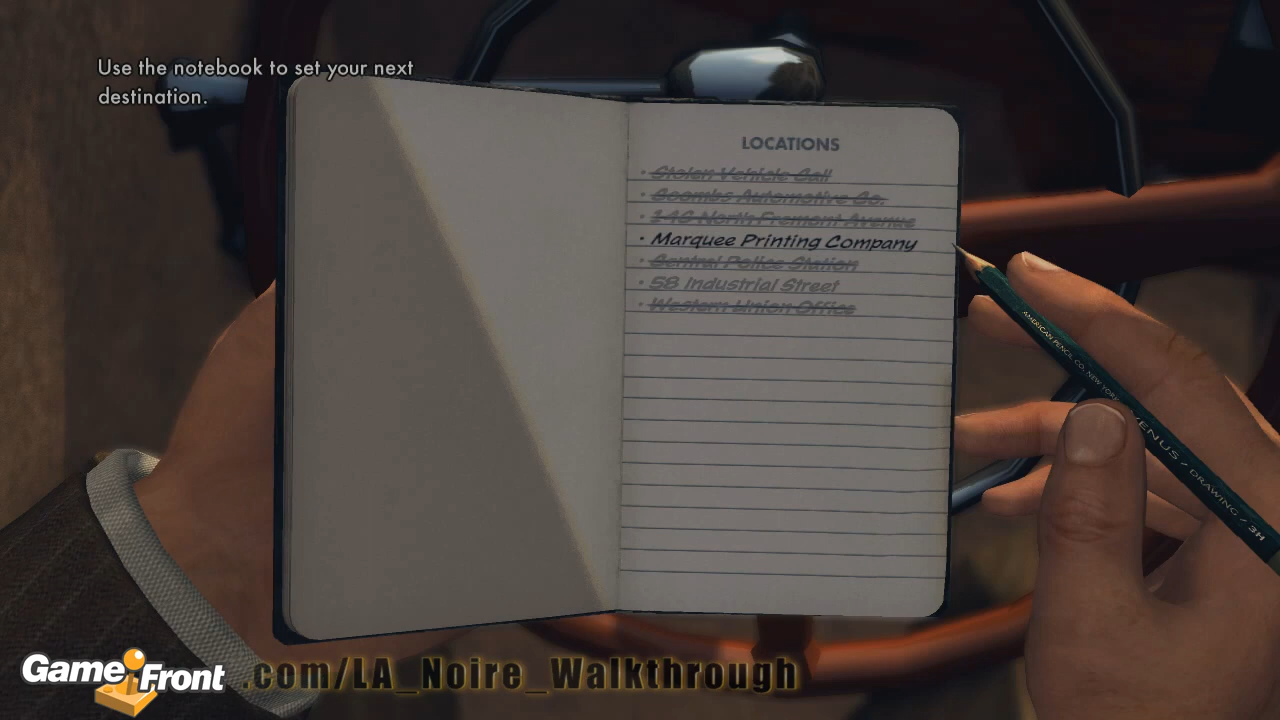 Use the notebook to set your next
destination.
LOCATIONS
· Stolen Vehicle Call
· Coombs Automotive Co.
· 146 North Fremont Avenue
· Marquee Printing Company
· Central Police Station
· 58 Industrial Street
· Western Union Office
AMERICAN PENCIL CO. NEW YORK
VENUS / DRAWING / 3H
GameFront .com/LA_Noire_Walkthrough